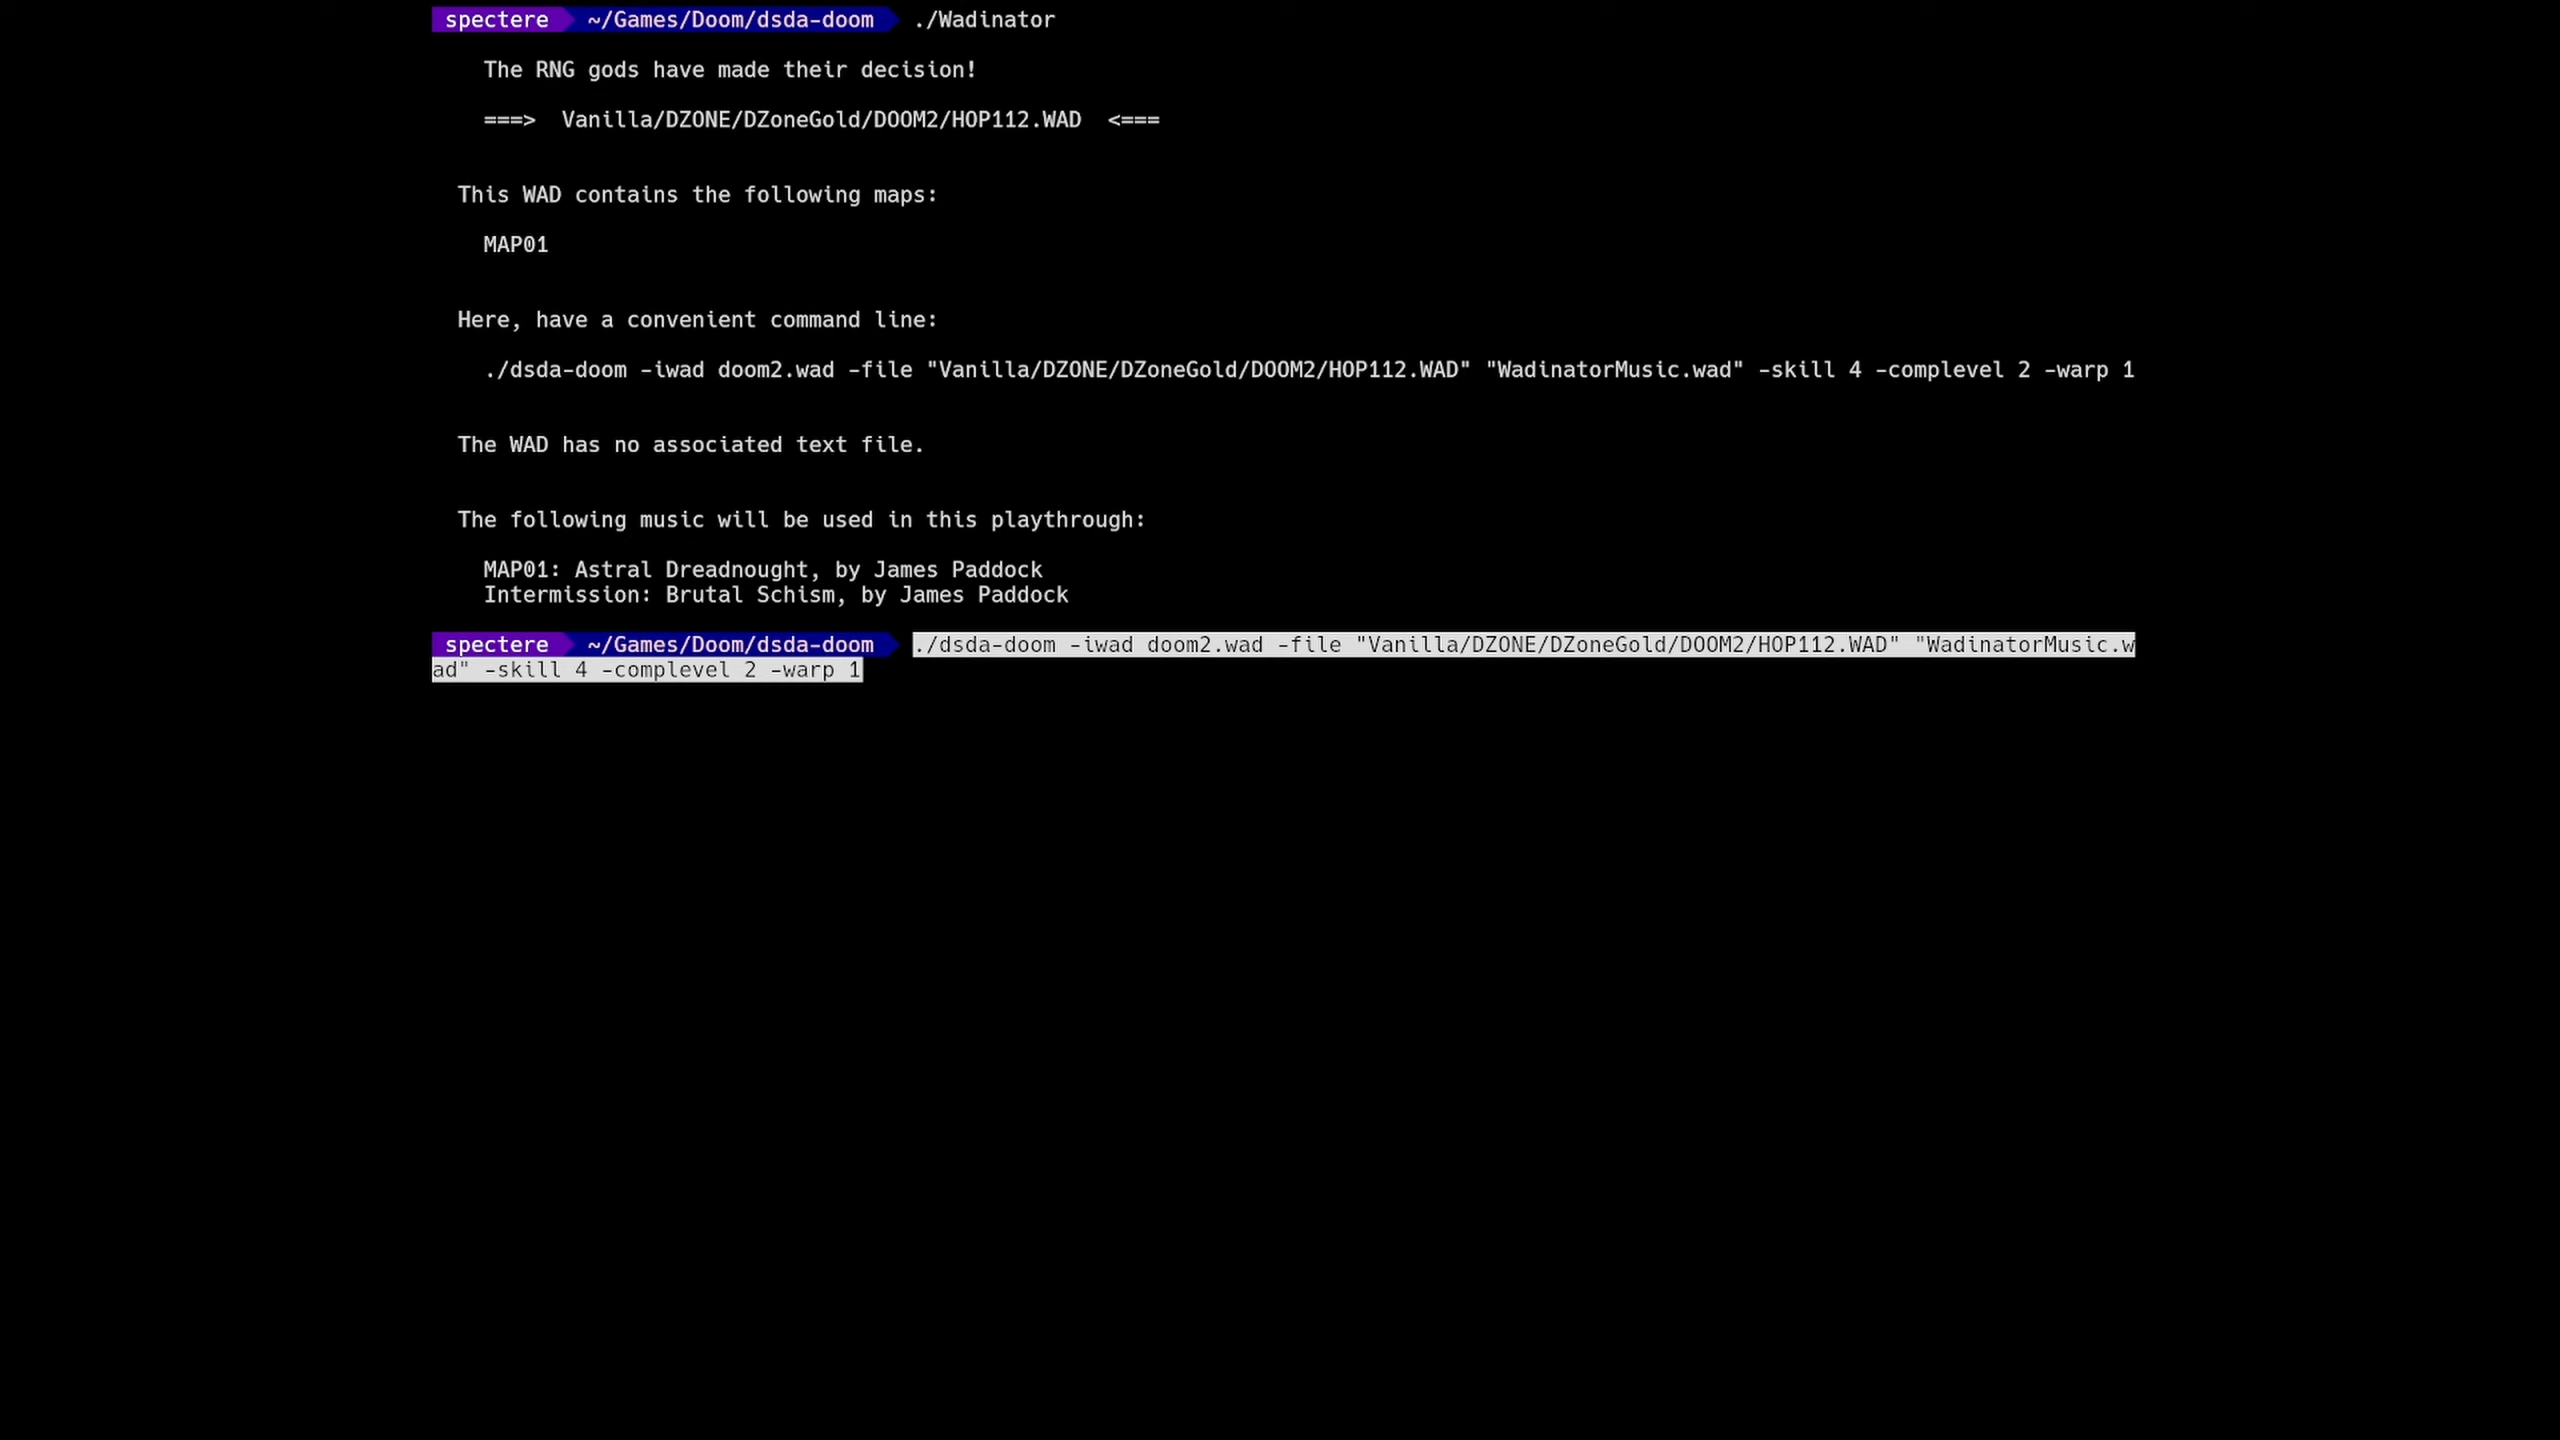 spectere ~/Games/Doom/dsda-doom ./Wadinator
The RNG gods have made their decision!
===> Vanilla/DZONE/DZoneGold/DOOM2/HOP112.WAD <===
This WAD contains the following maps:
MAP01
Here, have a convenient command line:
./dsda-doom -iwad doom2.wad -file "Vanilla/DZONE/DZoneGold/DOOM2/HOP112.WAD" "WadinatorMusic.wad" -skill 4 -complevel 2 -warp 1
The WAD has no associated text file.
The following music will be used in this playthrough:
MAP01: Astral Dreadnought, by James Paddock
Intermission: Brutal Schism, by James Paddock
spectere ~/Games/Doom/dsda-doom ./dsda-doom -iwad doom2.wad -file "Vanilla/DZONE/DZoneGold/DOOM2/HOP112.WAD" "WadinatorMusic.w
ad" -skill 4 -complevel 2 -warp 1